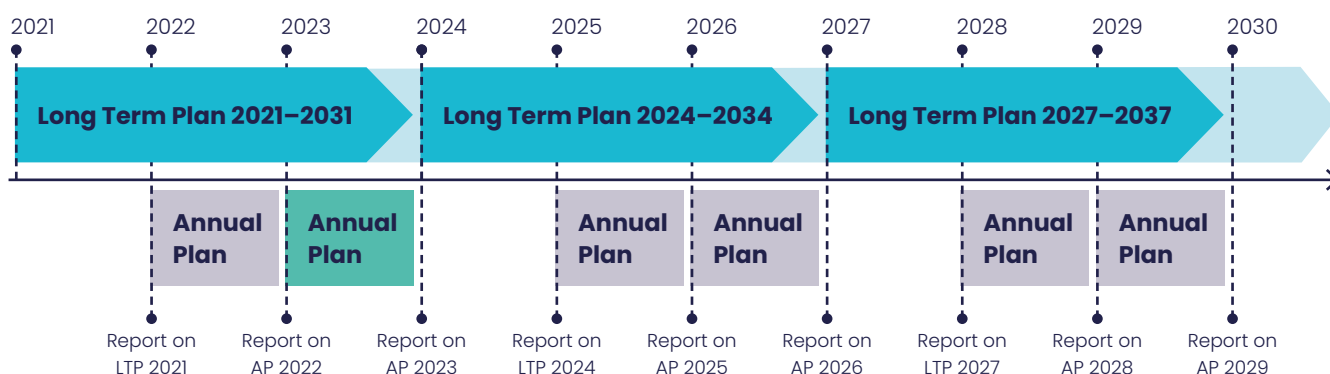 2021 2022 2023 2024 2025 2026 2027 2028 2029 2030
Long Term Plan 2021–2031 Long Term Plan 2024–2034 Long Term Plan 2027–2037
Annual Annual Annual Annual Annual Annual
Plan Plan Plan Plan Plan Plan
Report on Report on Report on Report on Report on Report on Report on Report on Report on
LTP 2021 AP 2022 AP 2023 LTP 2024 AP 2025 AP 2026 LTP 2027 AP 2028 AP 2029